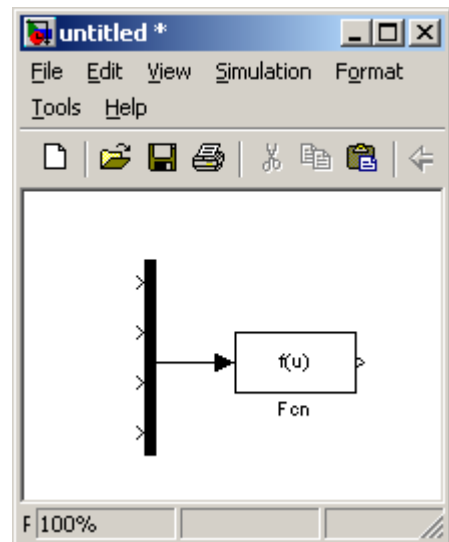 untitled *
File Edit View Simulation Format
Tools Help
f(u)
Fcn
F 100%